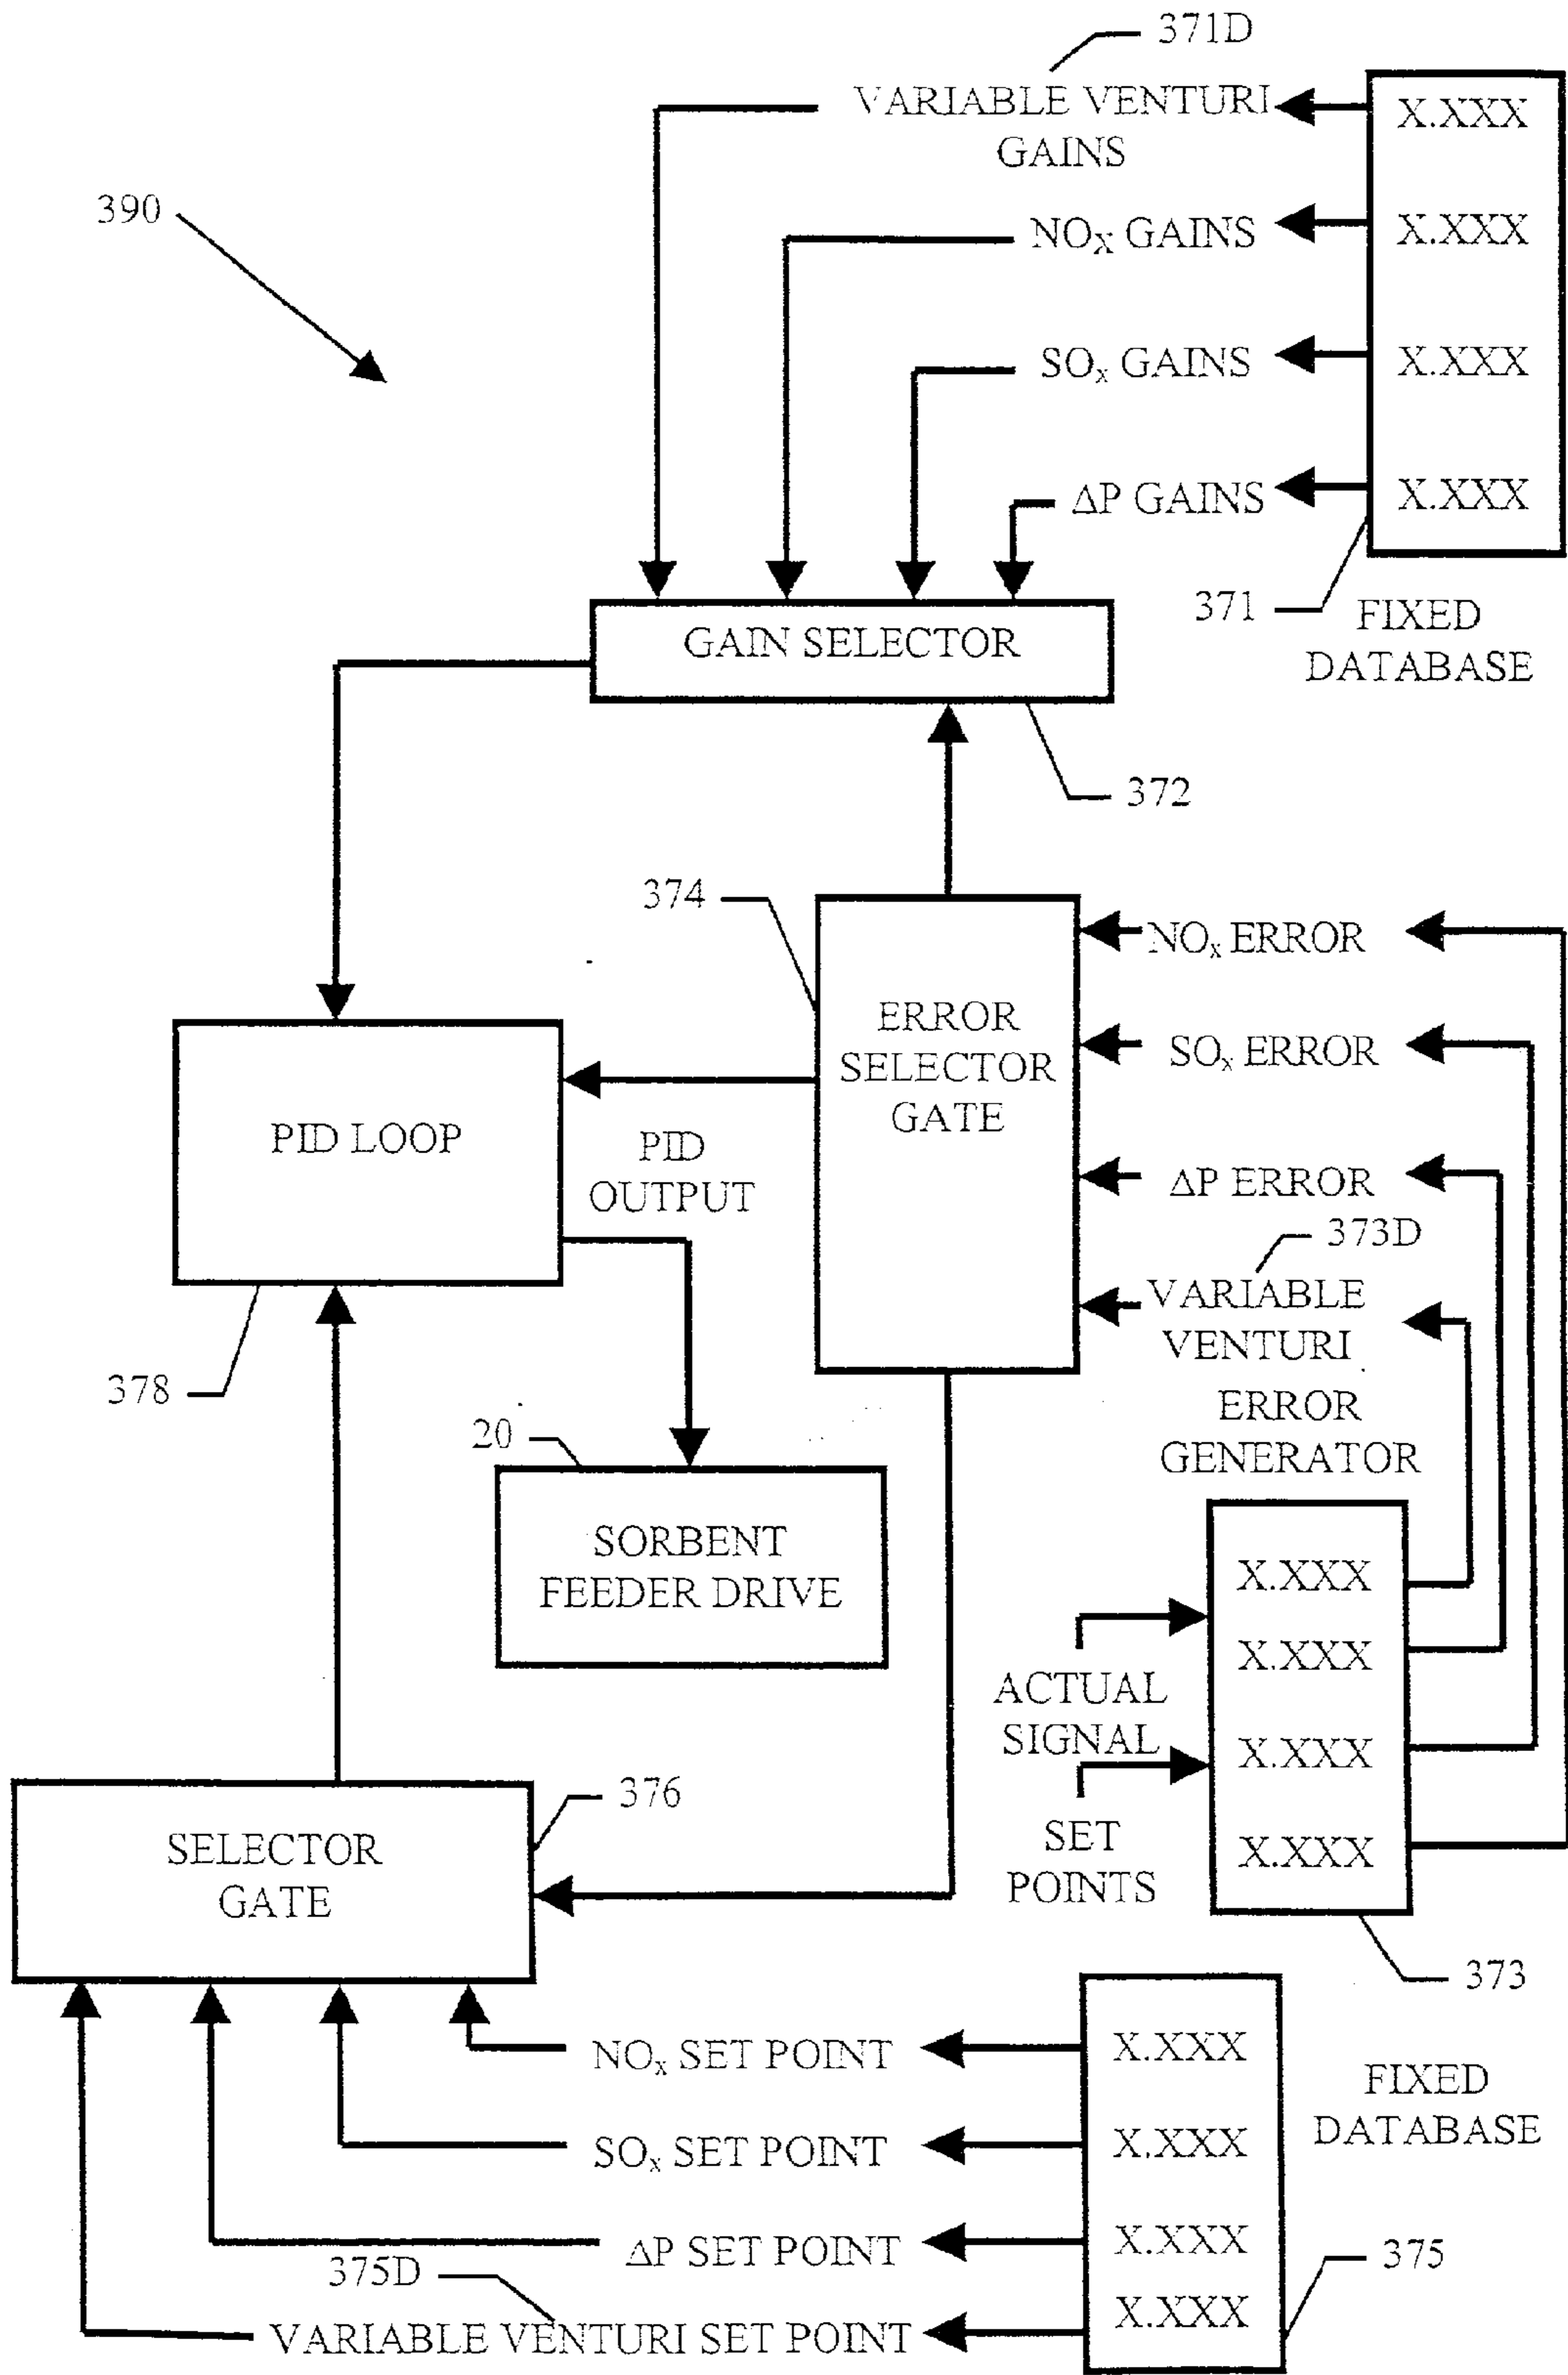 371D
VARIABLE VENTURI
GAINS
X.XXX
390
NOX GAINS
X.XXX
SOx GAINS
X.XXX
ΔP GAINS
X.XXX
371
FIXED
DATABASE
GAIN SELECTOR
372
374
NOx ERROR
ERROR
SELECTOR
GATE
SOx ERROR
PID LOOP
PID
OUTPUT
ΔP ERROR
373D
VARIABLE
VENTURI
378
ERROR
GENERATOR
20
SORBENT
FEEDER DRIVE
X.XXX
X.XXX
ACTUAL
SIGNAL
X.XXX
376
SET
POINTS
X.XXX
SELECTOR
GATE
373
NOx SET POINT
X.XXX
FIXED
DATABASE
SOx SET POINT
X.XXX
ΔP SET POINT
X.XXX
375
375D
VARIABLE VENTURI SET POINT
X.XXX